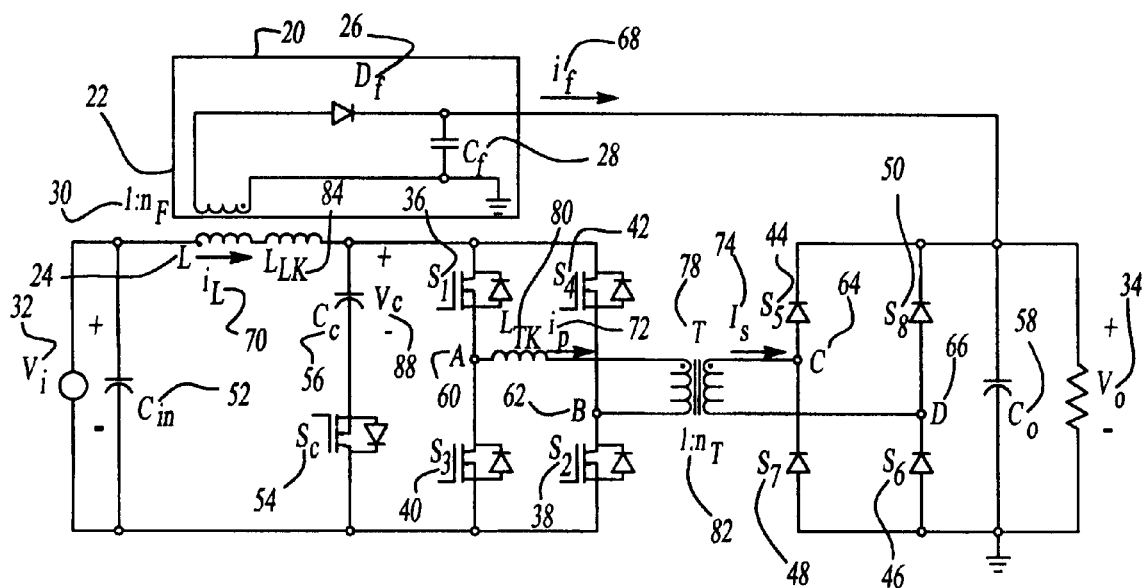 20
26
68
D_f
i_f
22
C_f
28
84
36
50
30
1:n_F
80
42
74
44
24
L
L_LK
S_1
S_4
78
64
32
i_L
+
V_c
-
L_TK
i_p
72
T
I_s
S_5
S_8
34
+
70
C_c
A
C
58
+
V_i
56
88
60
66
C_in
52
62
B
D
C_o
V_o
-
-
S_c
S_3
S_2
1:n_T
S_7
S_6
54
40
38
82
48
46